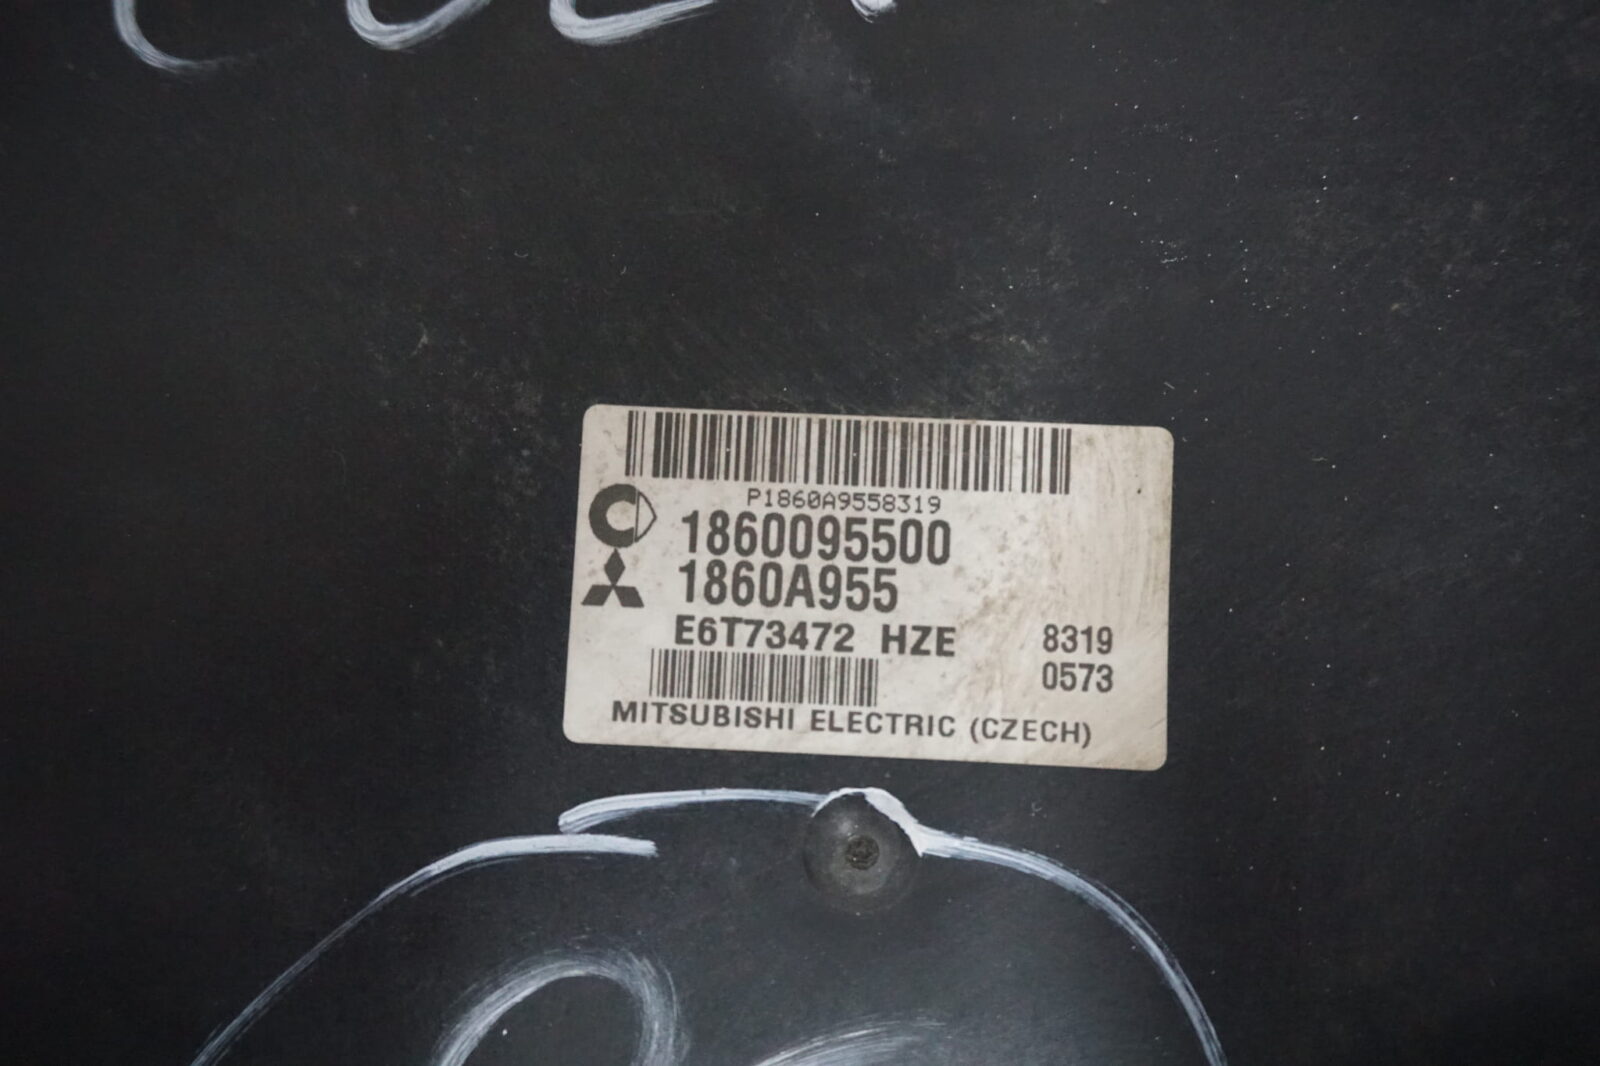 P1860A9558319
1860095500
1860A955
E6T73472 HZE 8319
0573
MITSUBISHI ELECTRIC (CZECH)